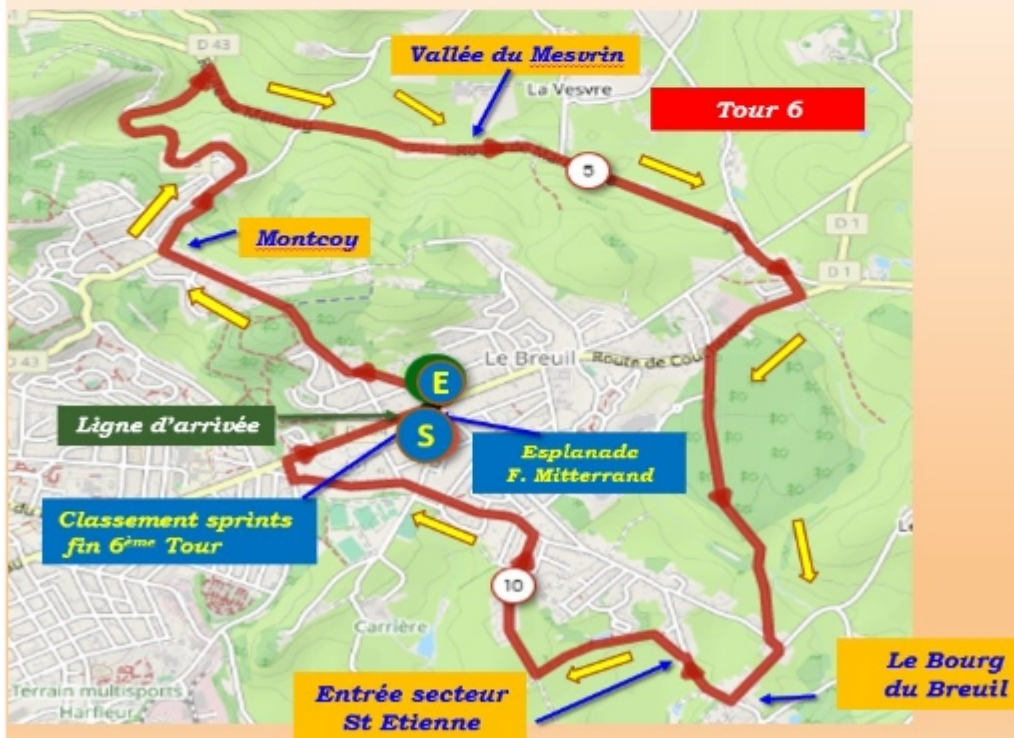 D 43
Vallée du Mesvrin
La Vesvre
Tour 6
5
Montcoy
D 1
D 1
D 43
Le Breuil
Route de Cou
E
Ligne d'arrivée
S
Esplanade
F. Mitterrand
Classement sprints
fin 6ème Tour
10
Carrière
Entrée secteur
St Etienne
Le Bourg
du Breuil
Terrain multisports
Harfleur